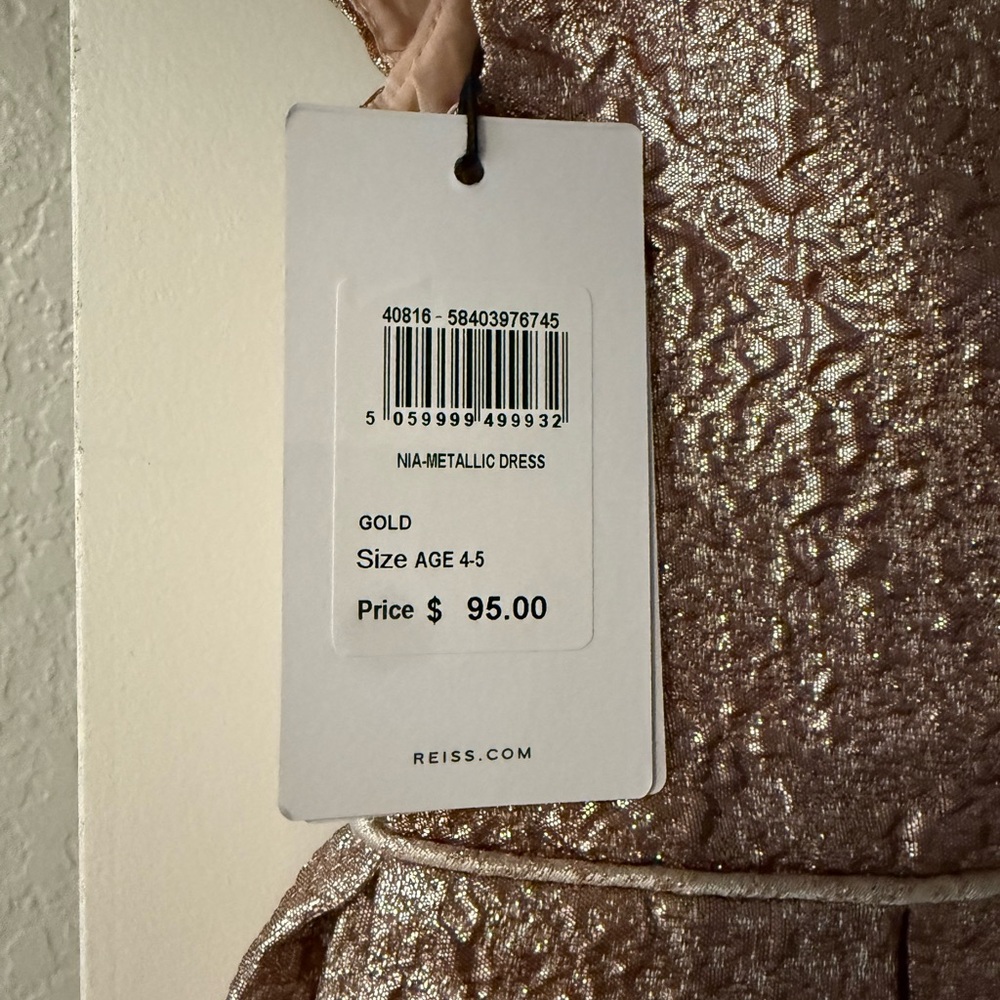 40816 - 58403976745
5 059999 499932
NIA-METALLIC DRESS
GOLD
Size AGE 4-5
Price $ 95.00
REISS.COM